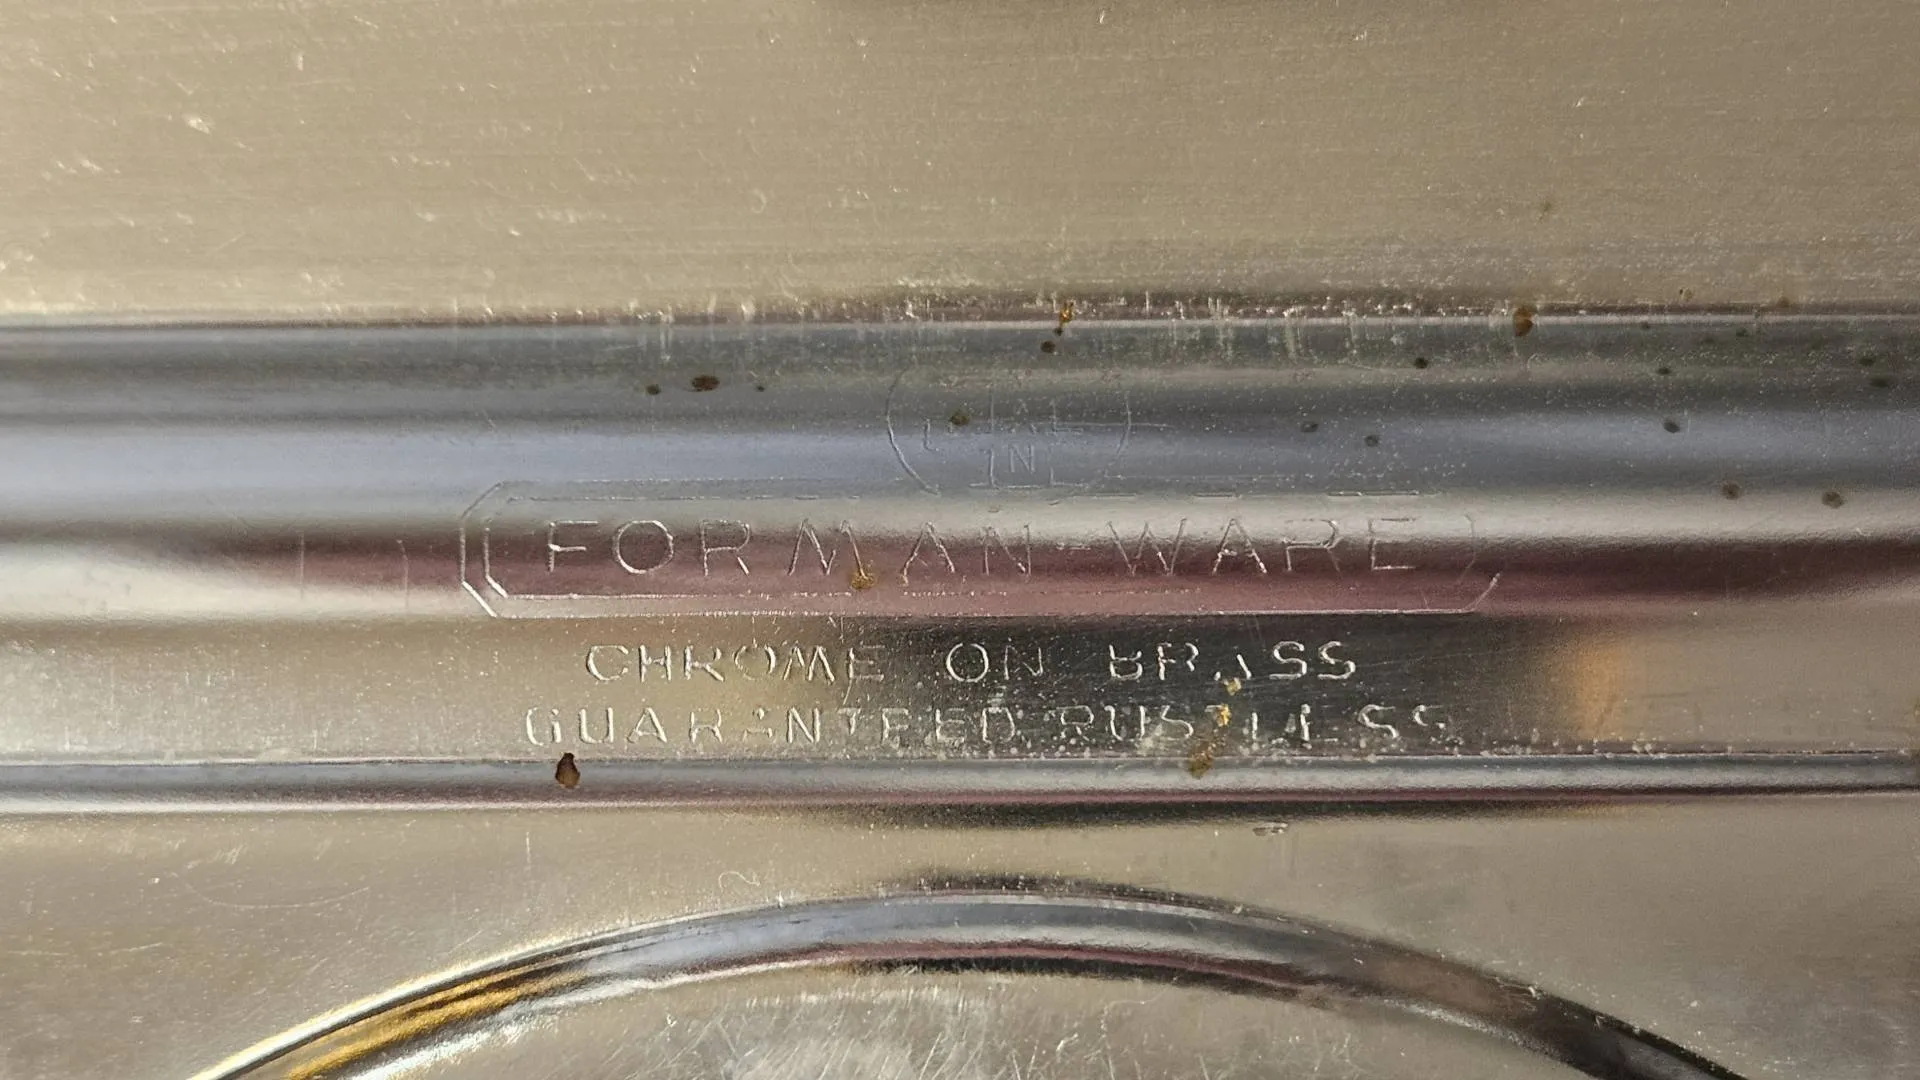 FORMAN-WARE
CHROME ON BRASS
GUARANTEED RUSTLESS